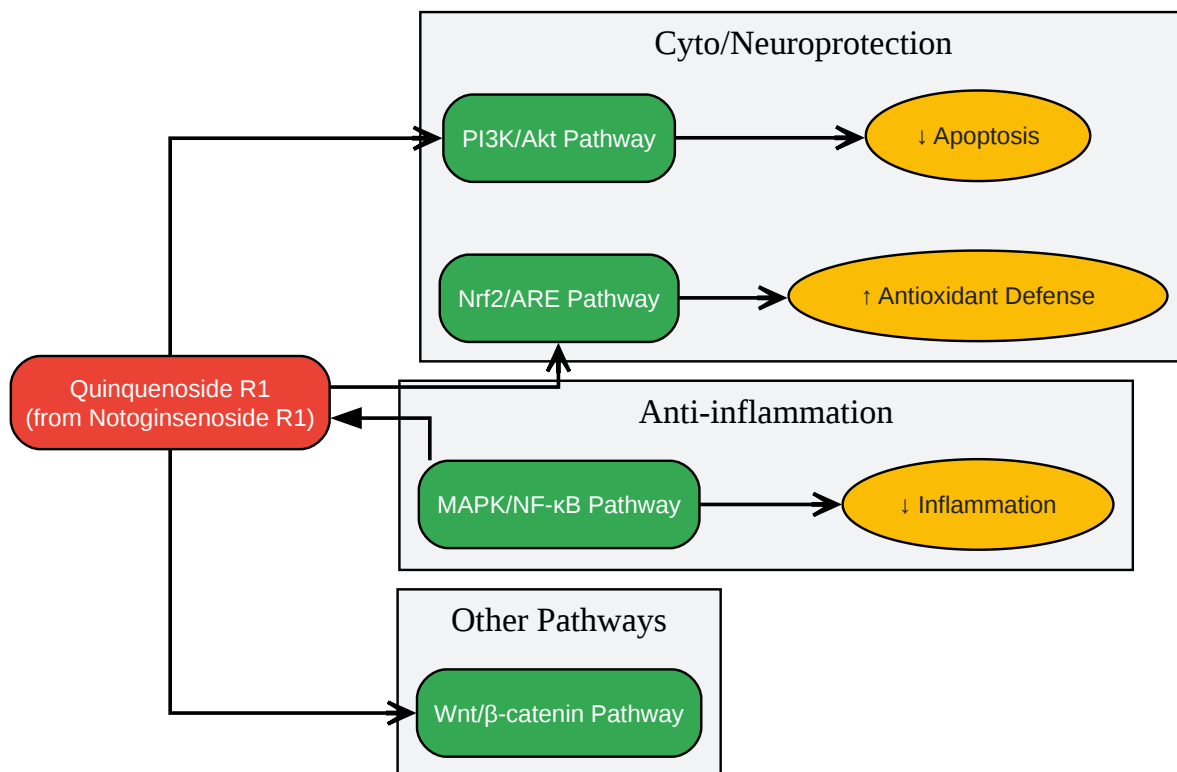 Cyto/Neuroprotection
PI3K/Akt Pathway
↓ Apoptosis
Nrf2/ARE Pathway
↑ Antioxidant Defense
Quinquenoside R1
(from Notoginsenoside R1)
Anti-inflammation
MAPK/NF-κB Pathway
↓ Inflammation
Other Pathways
Wnt/β-catenin Pathway